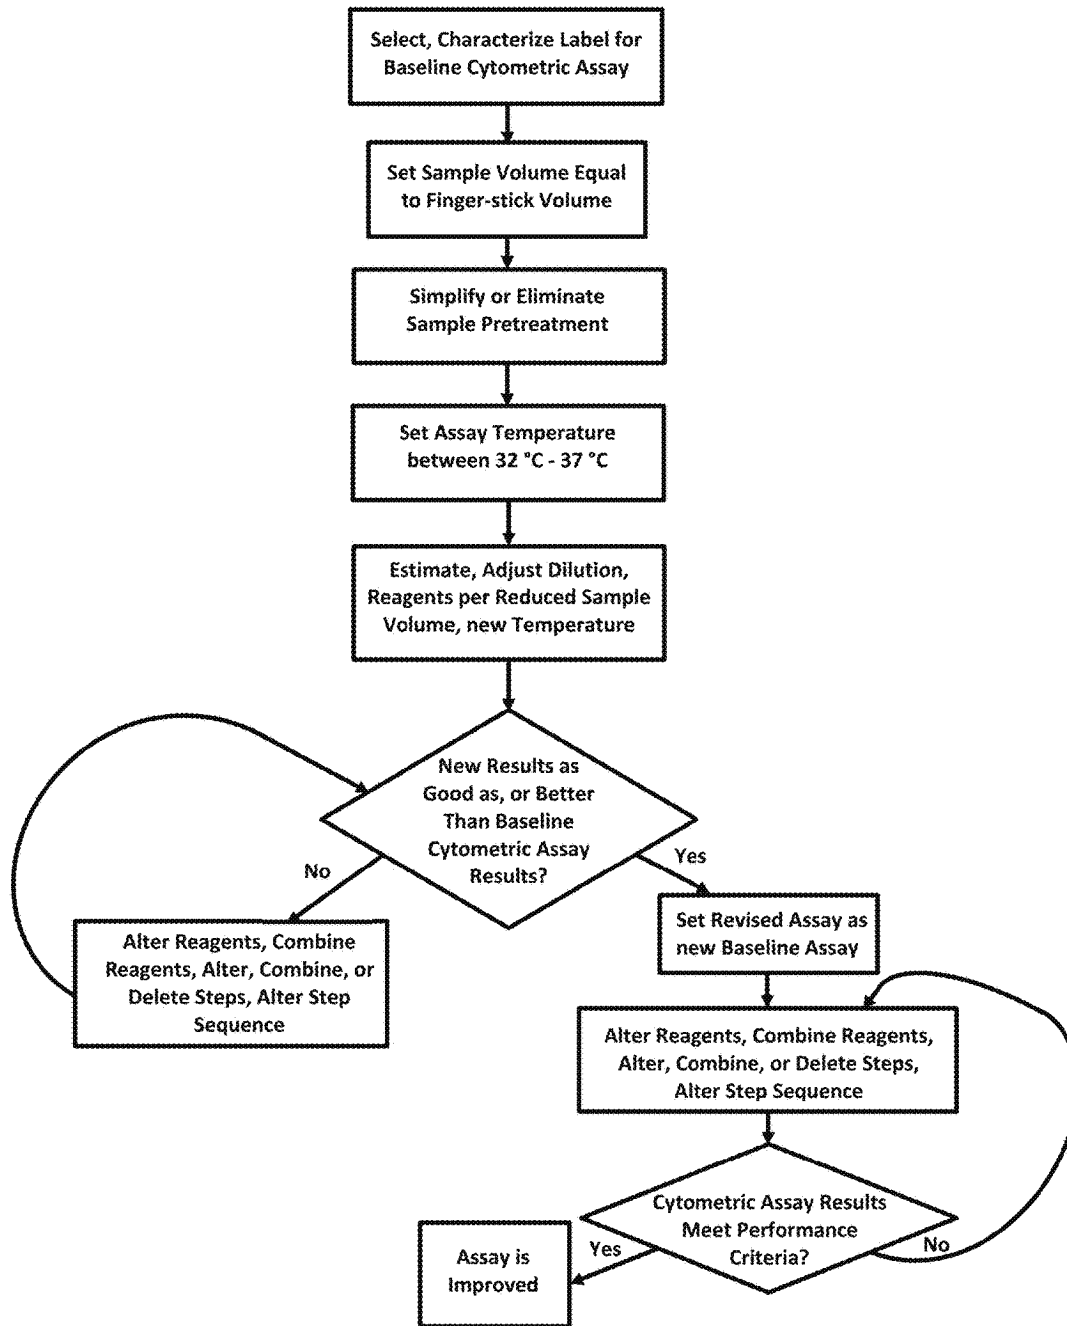 Select, Characterize Label for
Baseline Cytometric Assay
Set Sample Volume Equal
to Finger-stick Volume
Simplify or Eliminate
Sample Pretreatment
Set Assay Temperature
between 32 °C - 37 °C
Estimate, Adjust Dilution,
Reagents per Reduced Sample
Volume, new Temperature
New Results as
Good as, or Better
Than Baseline
Cytometric Assay
Results?
No
Yes
Alter Reagents, Combine
Reagents, Alter, Combine, or
Delete Steps, Alter Step
Sequence
Set Revised Assay as
new Baseline Assay
Alter Reagents, Combine Reagents,
Alter, Combine, or Delete Steps,
Alter Step Sequence
Cytometric Assay Results
Meet Performance
Criteria?
Yes
No
Assay is
Improved